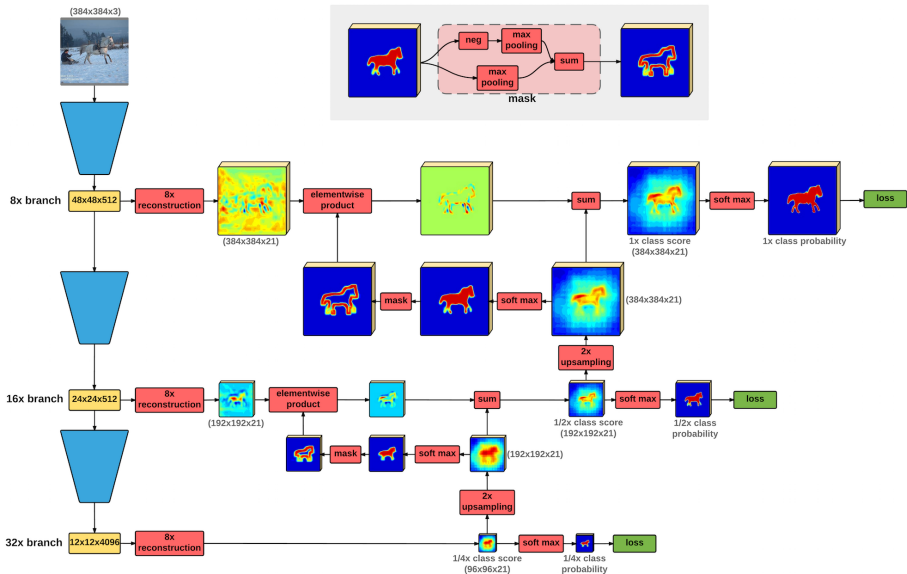 (384x384x3)
neg
max
pooling
max
pooling
sum
mask
8x branch
48x48x512
8x
reconstruction
(384x384x21)
elementwise
product
sum
1x class score
(384x384x21)
soft max
1x class probability
loss
mask
soft max
(384x384x21)
2x
upsampling
16x branch
24x24x512
8x
reconstruction
(192x192x21)
elementwise
product
sum
1/2x class score
(192x192x21)
soft max
1/2x class
probability
loss
mask
soft max
(192x192x21)
2x
upsampling
32x branch
12x12x4096
8x
reconstruction
1/4x class score
(96x96x21)
soft max
1/4x class
probability
loss